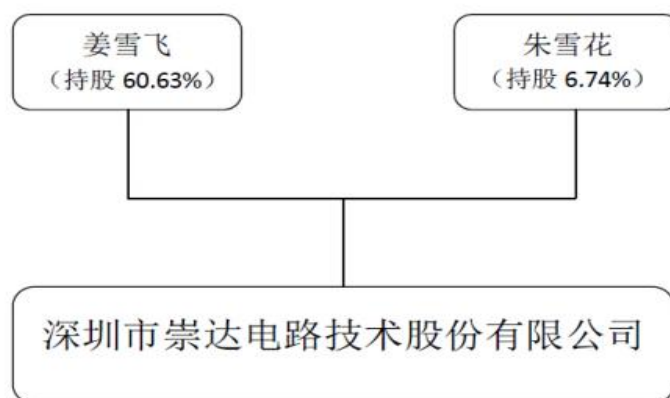 姜雪飞
（持股 60.63%）
朱雪花
（持股 6.74%）
深圳市崇达电路技术股份有限公司